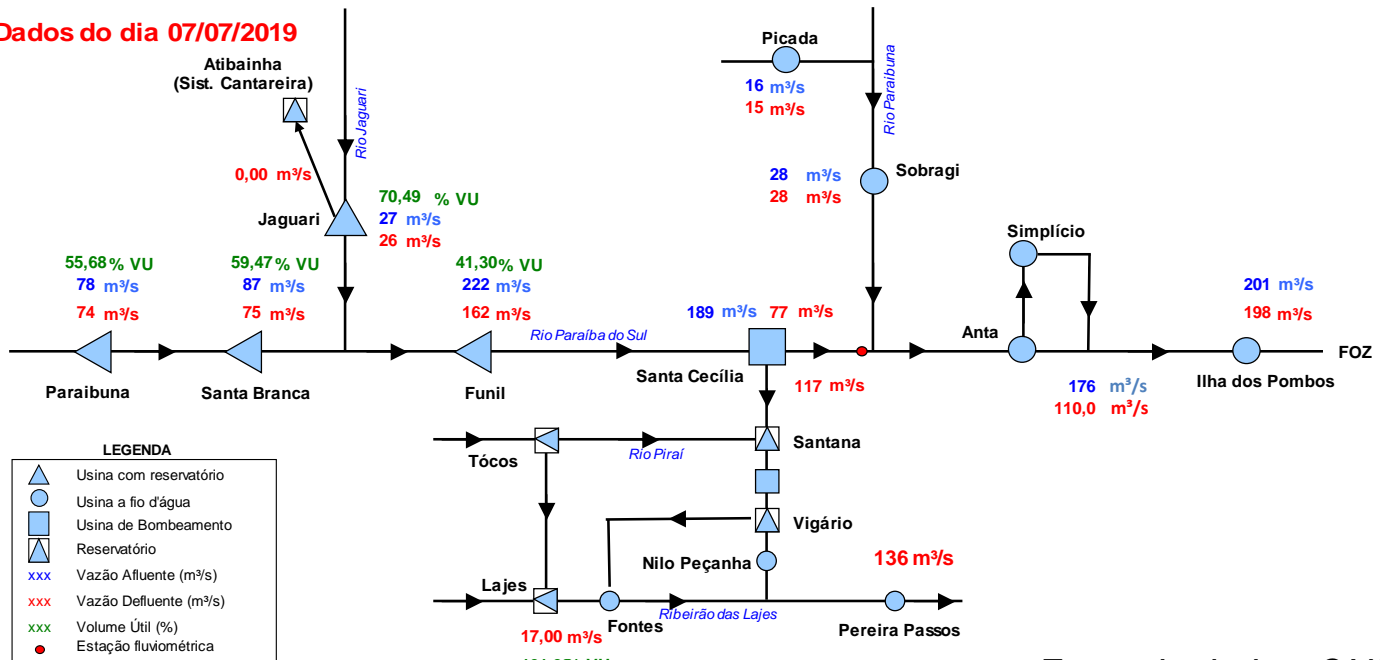 Dados do dia 07/07/2019
Atibainha
(Sist. Cantareira)
Rio Jaguari
0,00 m³/s
Jaguari
70,49 % VU
27 m³/s
26 m³/s
Picada
16 m³/s
15 m³/s
Rio Paraibuna
28 m³/s
28 m³/s
Sobragi
Simplício
55,68% VU
78 m³/s
74 m³/s
Paraibuna
59,47% VU
87 m³/s
75 m³/s
Santa Branca
41,30% VU
222 m³/s
162 m³/s
Funil
Rio Paraíba do Sul
189 m³/s 77 m³/s
Santa Cecília
117 m³/s
Anta
176 m³/s
110,0 m³/s
201 m³/s
198 m³/s
Ilha dos Pombos
FOZ
Tócos
Rio Piraí
Santana
Vigário
Nilo Peçanha
136 m³/s
Lajes
17,00 m³/s
Fontes
Ribeirão das Lajes
Pereira Passos
LEGENDA
Usina com reservatório
Usina a fio d'água
Usina de Bombeamento
Reservatório
xxx Vazão Afluente (m³/s)
xxx Vazão Defluente (m³/s)
xxx Volume Útil (%)
Estação fluviométrica